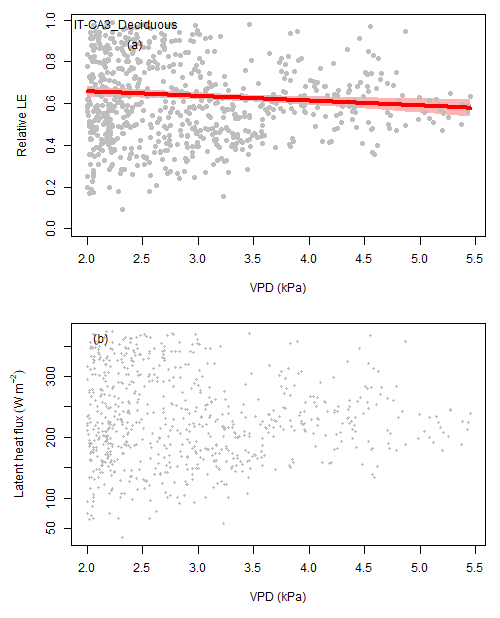 IT-CA3_Deciduous
(a)
1.0
0.8
0.6
0.4
0.2
0.0
Relative LE
2.0 2.5 3.0 3.5 4.0 4.5 5.0 5.5
VPD (kPa)
(b)
300
200
100
50
Latent heat flux (W m⁻²)
2.0 2.5 3.0 3.5 4.0 4.5 5.0 5.5
VPD (kPa)